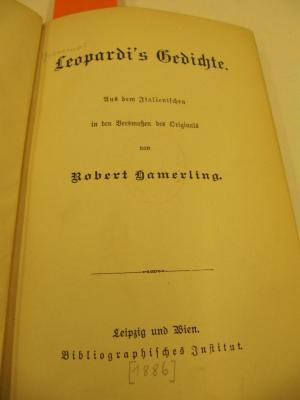 Leopardi's Gedichte.
Aus dem Italienischen
in den Versmaßen des Originals
von
Robert Hamerling.
Leipzig und Wien.
Bibliographisches Institut.
[1886]